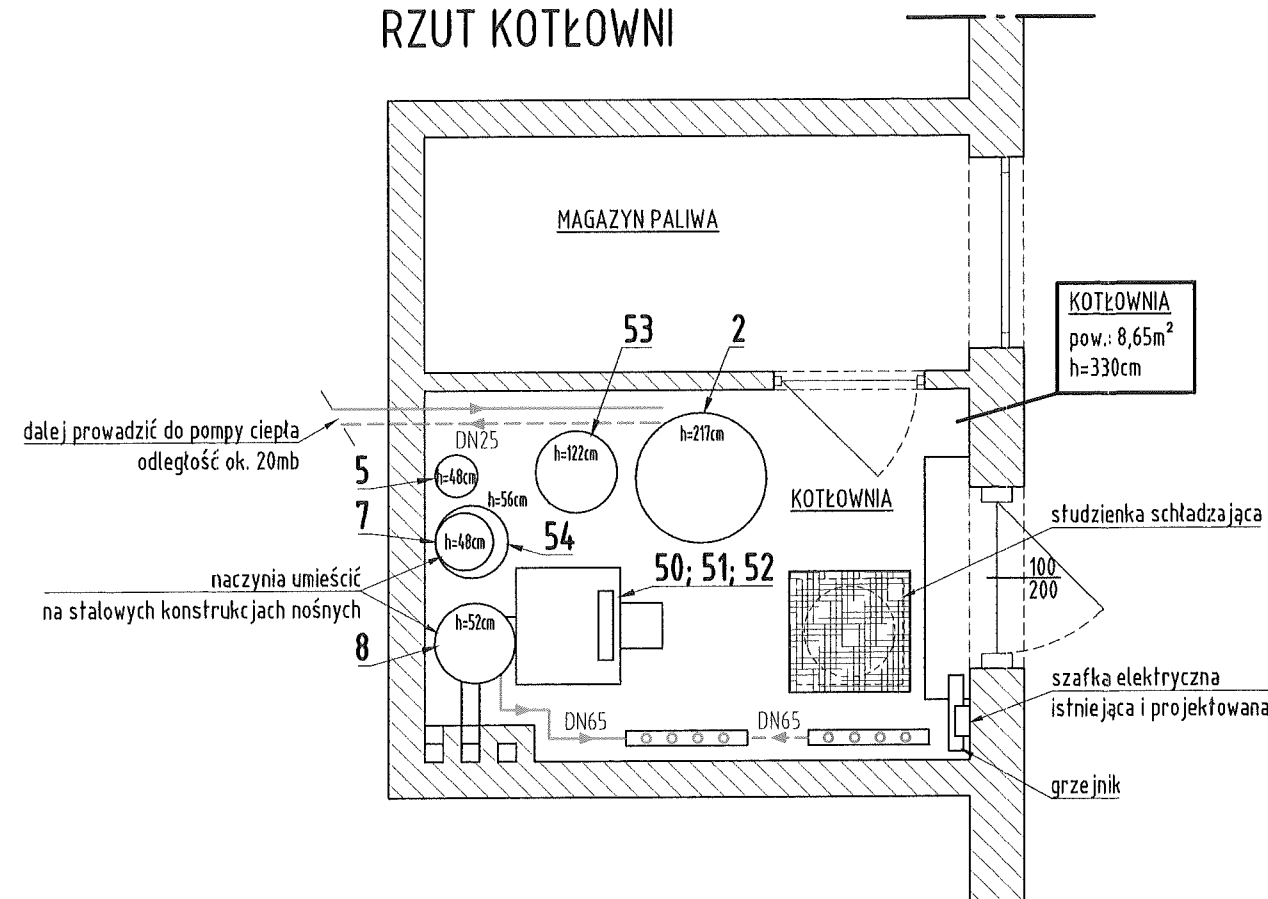 RZUT KOTŁOWNI
MAGAZYN PALIWA
KOTŁOWNIA
pow.: 8,65m²
h=330cm
53
2
dalej prowadzić do pompy ciepła
odległość ok. 20mb
DN25
h=122cm
h=217cm
5
h=48cm
h=56cm
KOTŁOWNIA
studzienka schładzająca
7
h=48cm
54
50; 51; 52
100
200
naczynia umieścić
na stalowych konstrukcjach nośnych
h=52cm
8
szafka elektryczna
istniejąca i projektowana
DN65
DN65
grzejnik